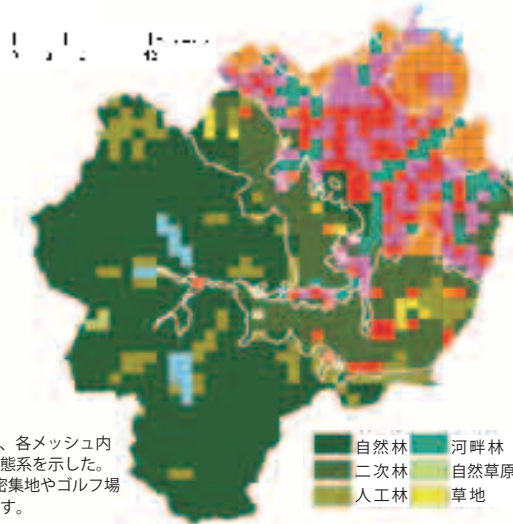 、各メッシュ内
態系を示した。
密集地やゴルフ場
す。
自然林
二次林
人工林
河畔林
自然草原
草地